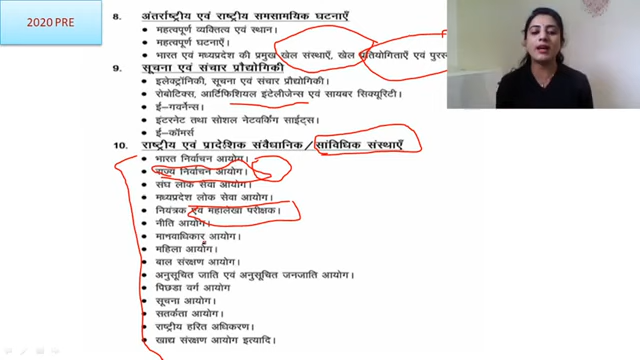 2020 PRE
8. अंतर्राष्ट्रीय एवं राष्ट्रीय समसामयिक घटनाएँ
• महत्वपूर्ण व्यक्तित्व एवं स्थान।
• महत्वपूर्ण घटनाएँ।
• भारत एवं मध्यप्रदेश की प्रमुख खेल संस्थाएँ, खेल प्रतियोगिताएँ एवं पुरस्
9. सूचना एवं संचार प्रौद्योगिकी
• इलेक्ट्रॉनिकी, सूचना एवं संचार प्रौद्योगिकी।
• रोबोटिक्स, आर्टिफिशियल इंटेलीजेन्स एवं सायबर सिक्यूरिटी।
• ई-गवर्नेन्स।
• इंटरनेट तथा सोशल नेटवर्किंग साईट्स।
• ई-कॉमर्स
10. राष्ट्रीय एवं प्रादेशिक संवैधानिक/सांविधिक संस्थाएँ
• भारत निर्वाचन आयोग।
• राज्य निर्वाचन आयोग।
• संघ लोक सेवा आयोग।
• मध्यप्रदेश लोक सेवा आयोग।
• नियंत्रक एवं महालेखा परीक्षक।
• नीति आयोग।
• मानवाधिकार आयोग।
• महिला आयोग।
• बाल संरक्षण आयोग।
• अनुसूचित जाति एवं अनुसूचित जनजाति आयोग।
• पिछडा वर्ग आयोग
• सूचना आयोग।
• सतर्कता आयोग।
• राष्ट्रीय हरित अधिकरण।
• खाद्य संरक्षण आयोग इत्यादि।